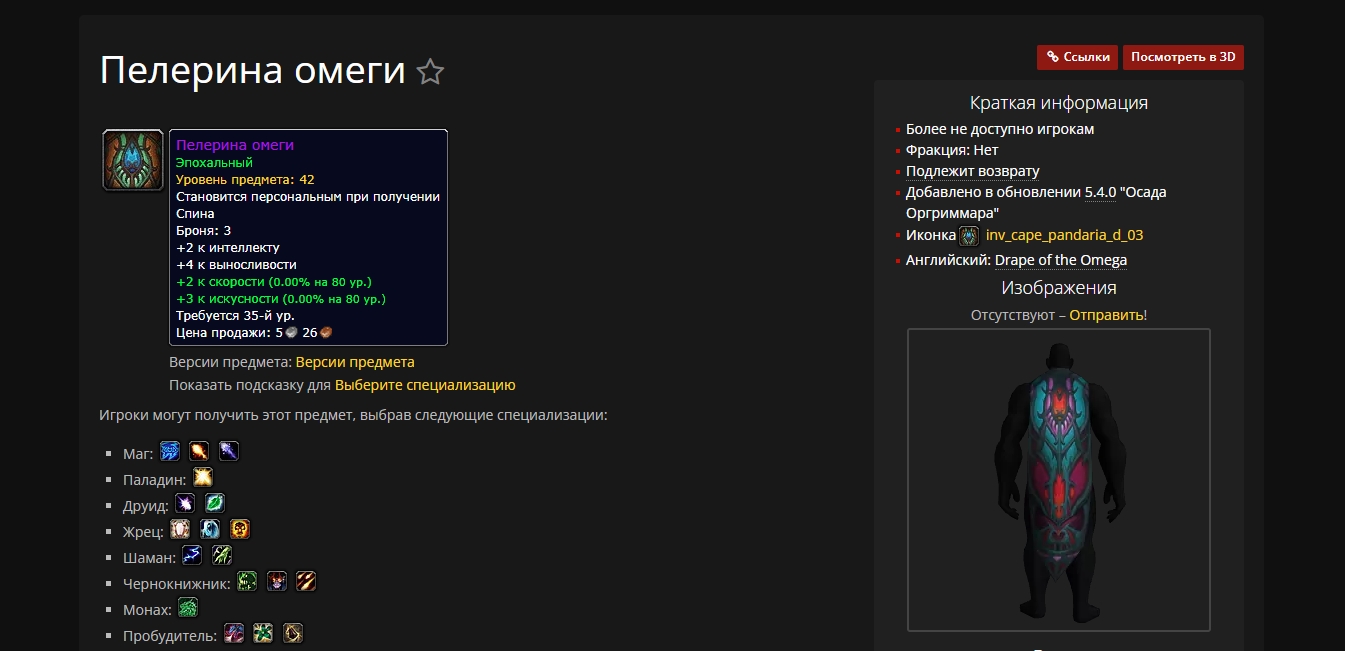 Пелерина омеги
Ссылки
Посмотреть в 3D
Пелерина омеги
Эпохальный
Уровень предмета: 42
Становится персональным при получении
Спина
Броня: 3
+2 к интеллекту
+4 к выносливости
+2 к скорости (0.00% на 80 ур.)
+3 к искусности (0.00% на 80 ур.)
Требуется 35-й ур.
Цена продажи: 5 26
Версии предмета: Версии предмета
Показать подсказку для Выберите специализацию
Игроки могут получить этот предмет, выбрав следующие специализации:
Маг:
Паладин:
Друид:
Жрец:
Шаман:
Чернокнижник:
Монах:
Пробудитель:
Краткая информация
Более не доступно игрокам
Фракция: Нет
Подлежит возврату
Добавлено в обновлении 5.4.0 "Осада
Оргриммара"
Иконка inv_cape_pandaria_d_03
Английский: Drape of the Omega
Изображения
Отсутствуют – Отправить!